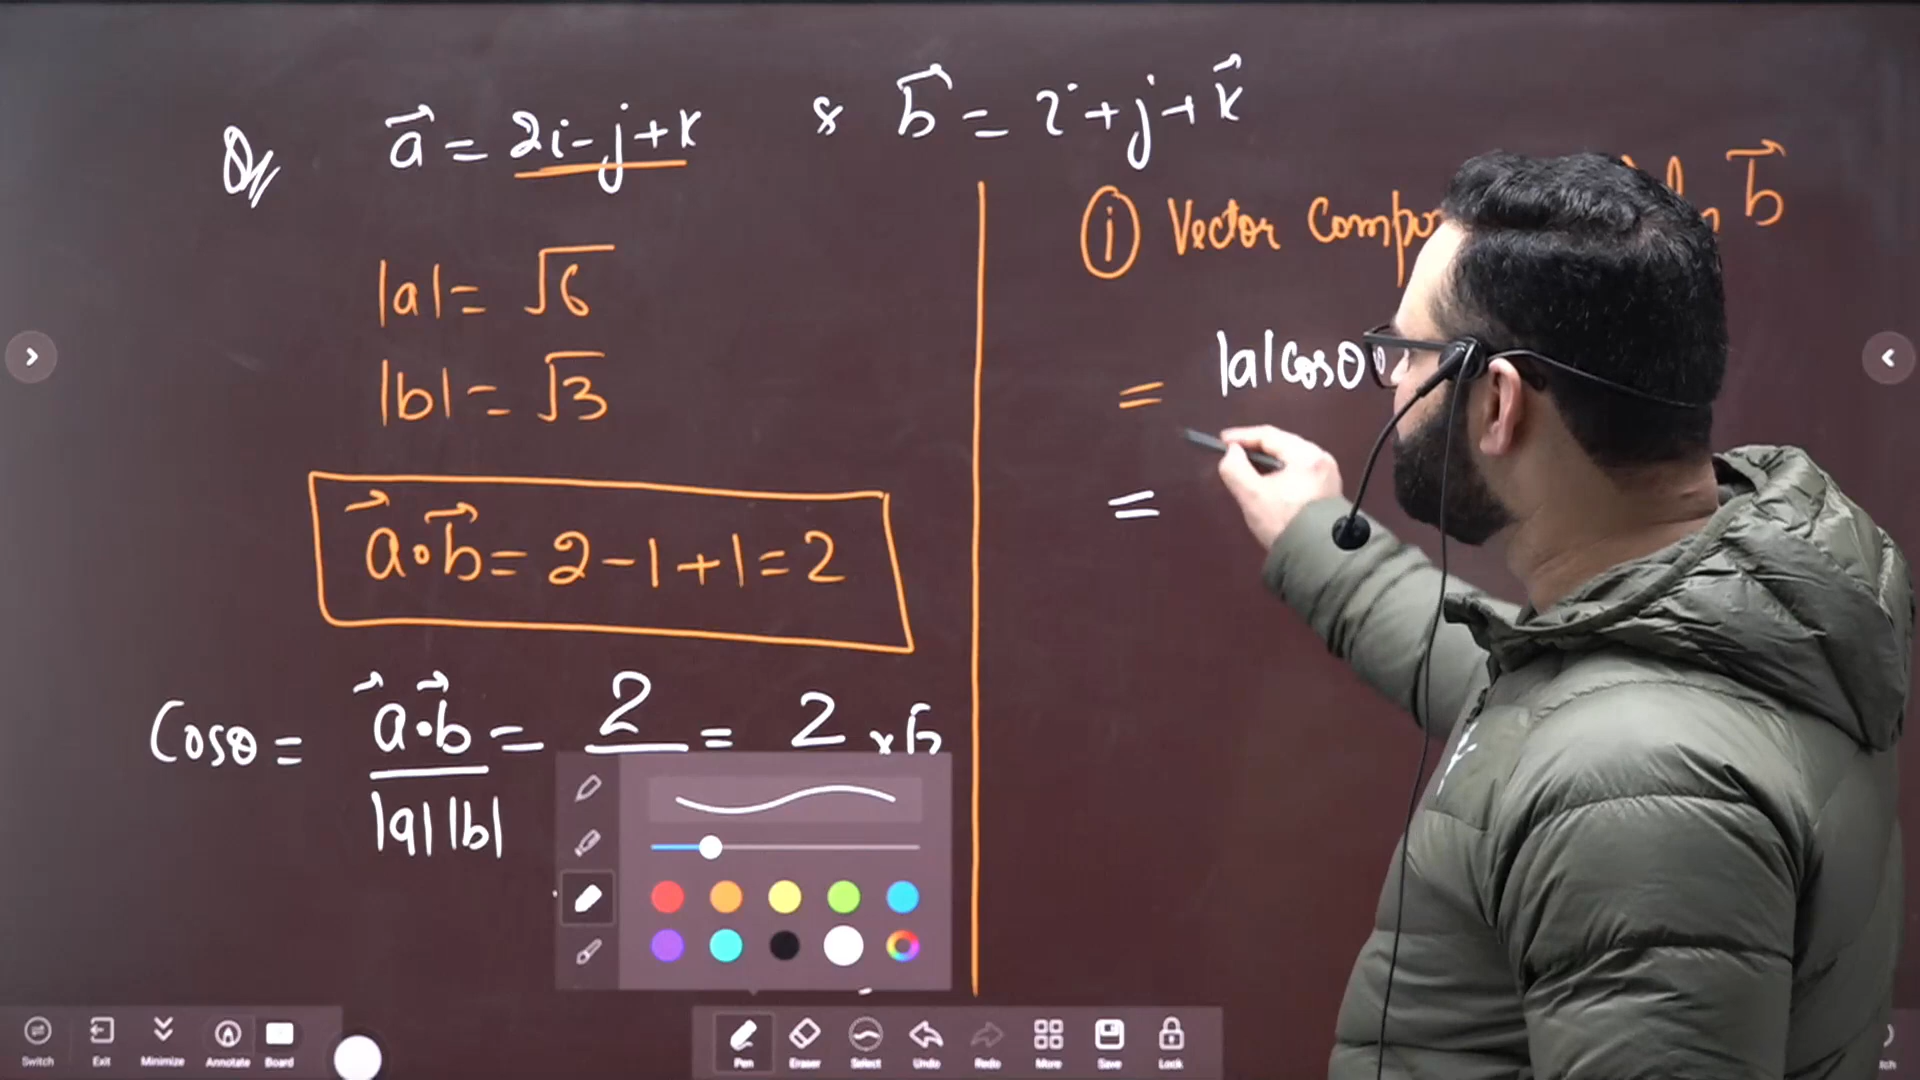 Q/ a⃗ = 2i-j+k & b⃗ = i+j+k⃗
|a| = √6
|b| = √3
a⃗·b⃗ = 2-1+1=2
Cosθ = a⃗·b⃗ / |a||b| = 2 = 2 ×
(i) Vector b⃗
= |a|cosθ
=
Switch Exit Minimize Annotate Board
Pen Eraser Select Undo Redo More Save Lock